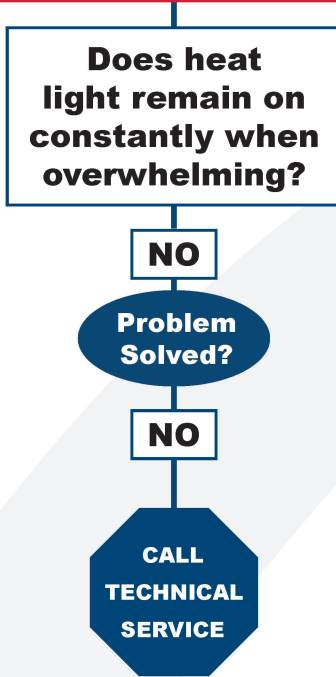 Does heat
light remain on
constantly when
overwhelming?
NO
Problem
Solved?
NO
CALL
TECHNICAL
SERVICE